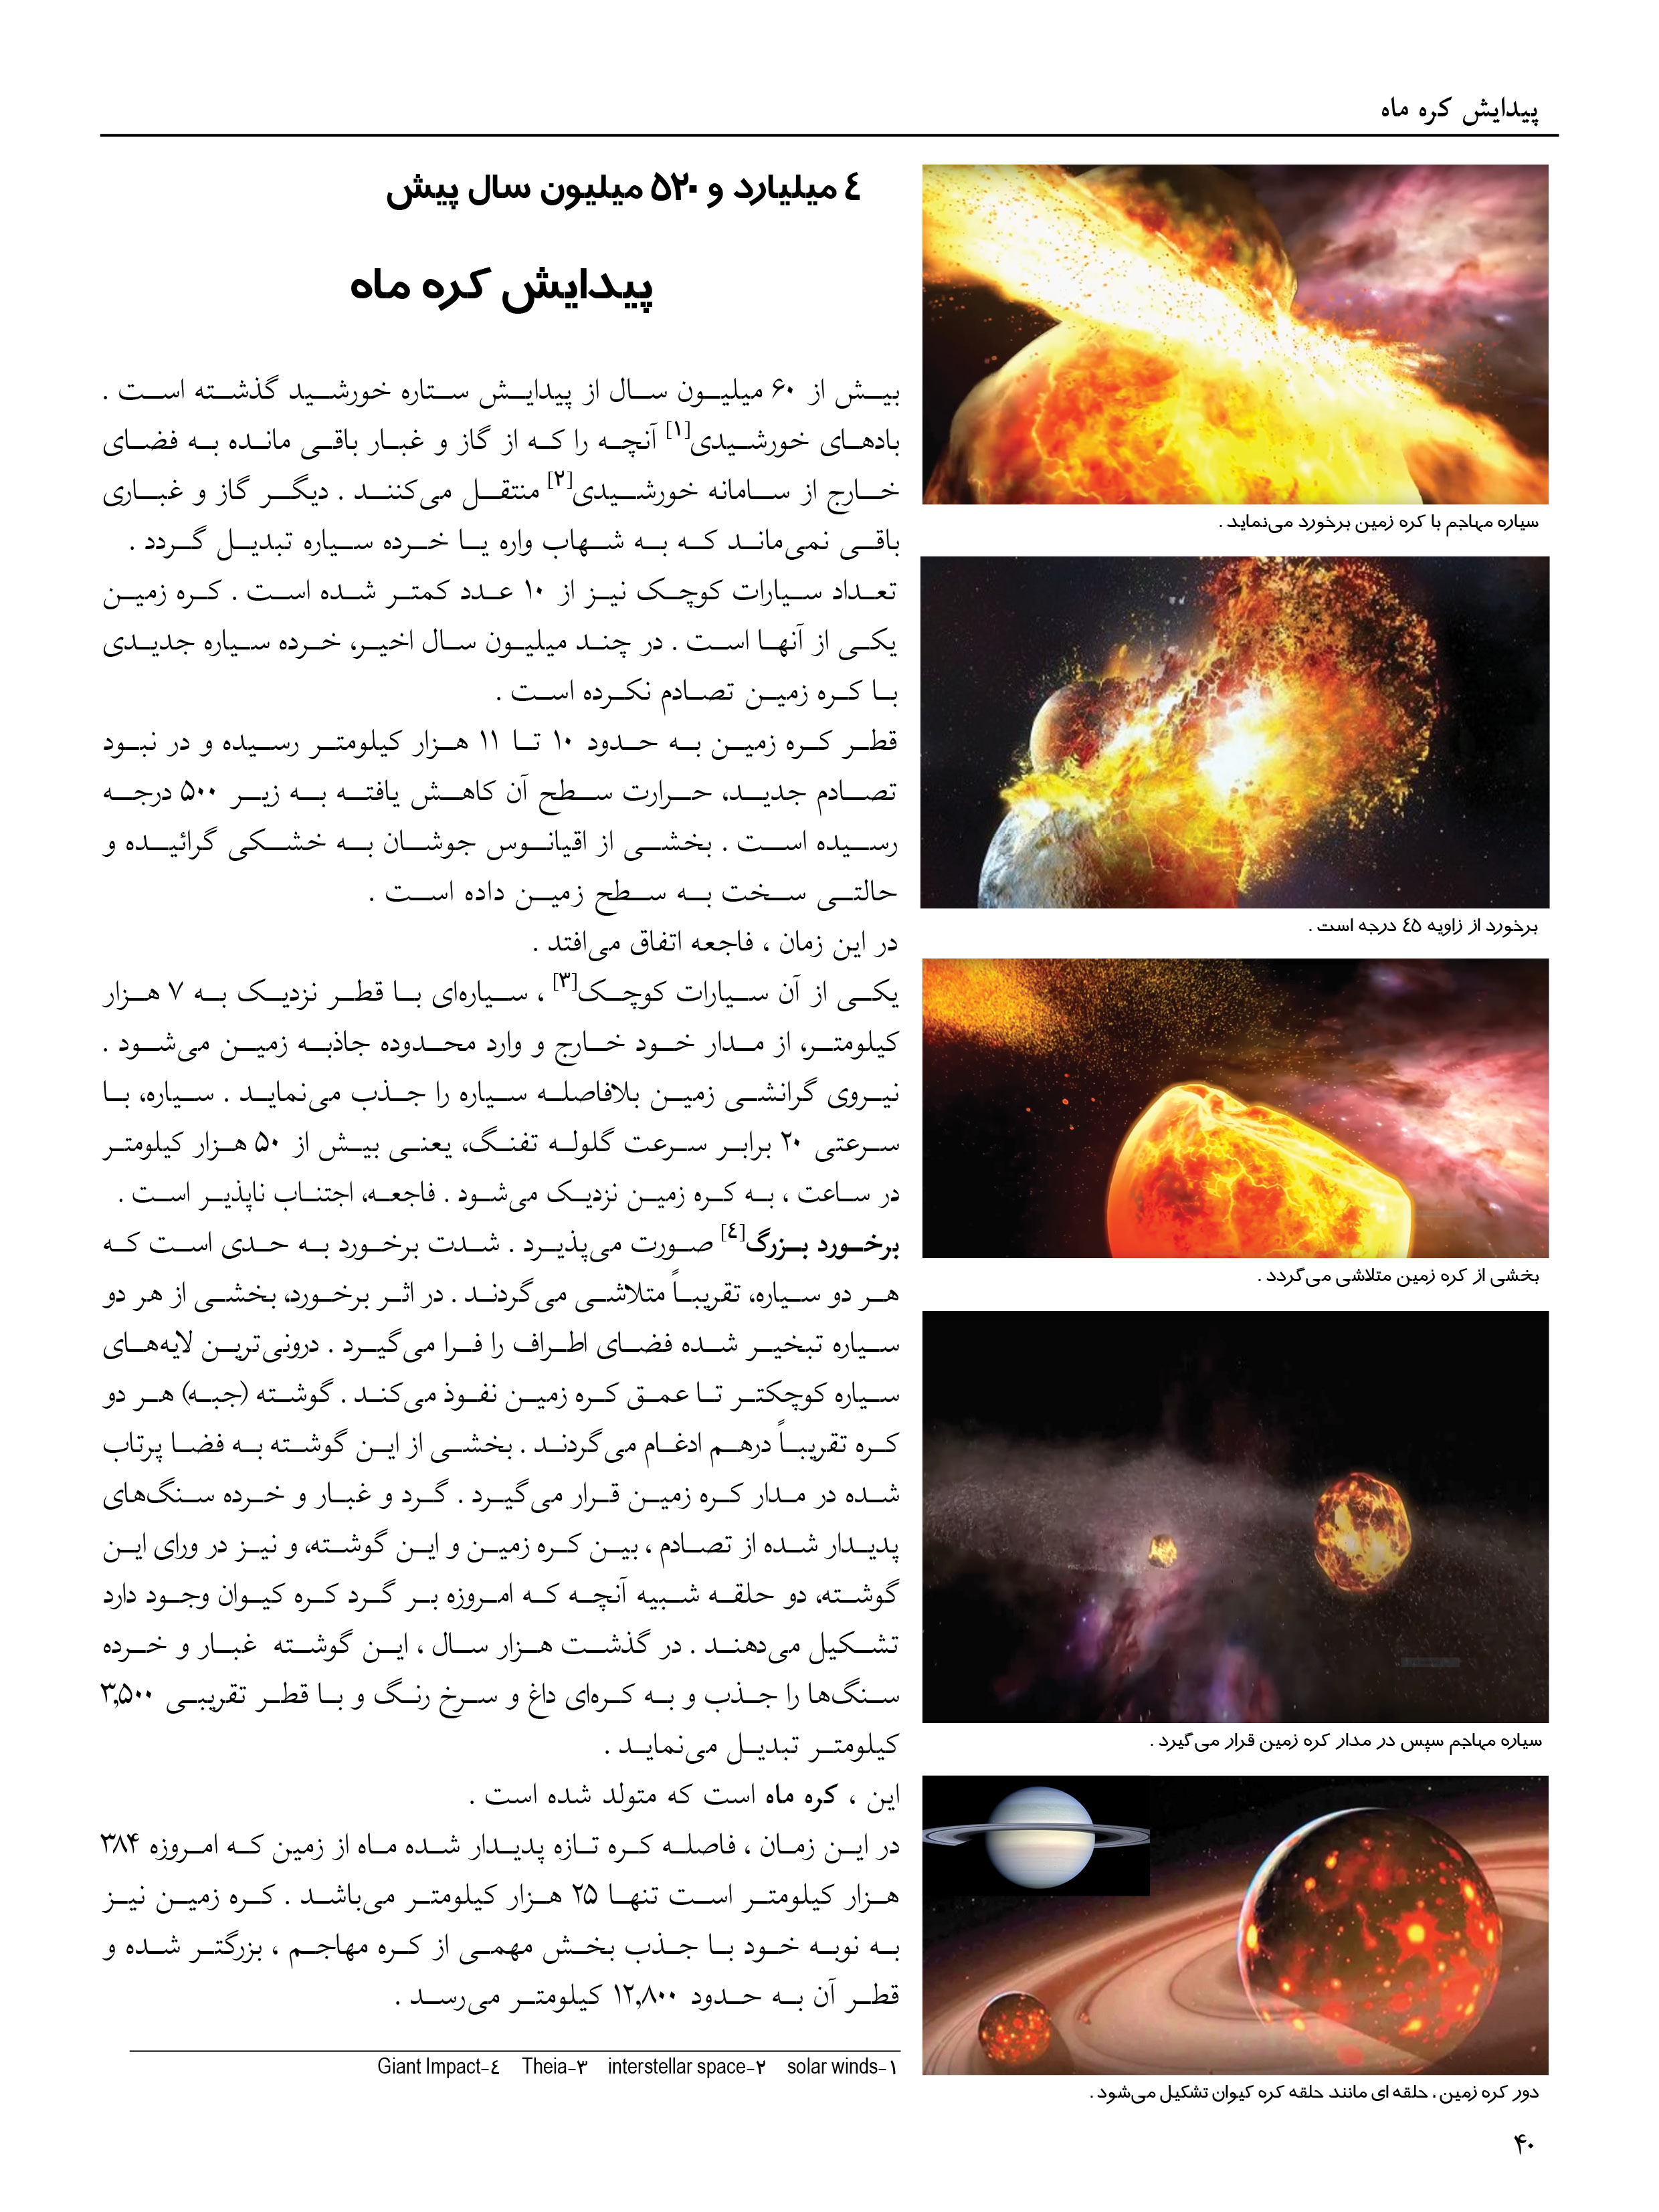 پیدایش کره ماه
٤ میلیارد و ۵۲۰ میلیون سال پیش
پیدایش کره ماه
بیش از ۶۰ میلیون سال از پیدایش ستاره خورشید گذشته است .
بادهای خورشیدی[۱] آنچه را که از گاز و غبار باقی مانده به فضای
خارج از سامانه خورشیدی[۲] منتقل می‌کنند . دیگر گاز و غباری
باقی نمی‌ماند که به شهاب واره یا خرده سیاره تبدیل گردد .
تعداد سیارات کوچک نیز از ۱۰ عدد کمتر شده است . کره زمین
یکی از آنها است . در چند میلیون سال اخیر، خرده سیاره جدیدی
با کره زمین تصادم نکرده است .
قطر کره زمین به حدود ۱۰ تا ۱۱ هزار کیلومتر رسیده و در نبود
تصادم جدید، حرارت سطح آن کاهش یافته به زیر ۵۰۰ درجه
رسیده است . بخشی از اقیانوس جوشان به خشکی گرائیده و
حالتی سخت به سطح زمین داده است .
در این زمان ، فاجعه اتفاق می‌افتد .
یکی از آن سیارات کوچک[۳] ، سیاره‌ای با قطر نزدیک به ۷ هزار
کیلومتر، از مدار خود خارج و وارد محدوده جاذبه زمین می‌شود .
نیروی گرانشی زمین بلافاصله سیاره را جذب می‌نماید . سیاره، با
سرعتی ۲۰ برابر سرعت گلوله تفنگ، یعنی بیش از ۵۰ هزار کیلومتر
در ساعت ، به کره زمین نزدیک می‌شود . فاجعه، اجتناب ناپذیر است .
برخورد بزرگ[٤] صورت می‌پذیرد . شدت برخورد به حدی است که
هر دو سیاره، تقریباً متلاشی می‌گردند . در اثر برخورد، بخشی از هر دو
سیاره تبخیر شده فضای اطراف را فرا می‌گیرد . درونی‌ترین لایه‌های
سیاره کوچکتر تا عمق کره زمین نفوذ می‌کند . گوشته (جبه) هر دو
کره تقریباً درهم ادغام می‌گردند . بخشی از این گوشته به فضا پرتاب
شده در مدار کره زمین قرار می‌گیرد . گرد و غبار و خرده سنگ‌های
پدیدار شده از تصادم ، بین کره زمین و این گوشته، و نیز در ورای این
گوشته، دو حلقه شبیه آنچه که امروزه بر گرد کره کیوان وجود دارد
تشکیل می‌دهند . در گذشت هزار سال ، این گوشته غبار و خرده
سنگ‌ها را جذب و به کره‌ای داغ و سرخ رنگ و با قطر تقریبی ۳,۵۰۰
کیلومتر تبدیل می‌نماید .
این ، کره ماه است که متولد شده است .
در این زمان ، فاصله کره تازه پدیدار شده ماه از زمین که امروزه ۳۸۴
هزار کیلومتر است تنها ۲۵ هزار کیلومتر می‌باشد . کره زمین نیز
به نوبه خود با جذب بخش مهمی از کره مهاجم ، بزرگتر شده و
قطر آن به حدود ۱۲,۸۰۰ کیلومتر می‌رسد .
۱-solar winds ۲-interstellar space ۳-Theia ٤-Giant Impact
سیاره مهاجم با کره زمین برخورد می‌نماید .
برخورد از زاویه ٤۵ درجه است .
بخشی از کره زمین متلاشی می‌گردد .
سیاره مهاجم سپس در مدار کره زمین قرار می‌گیرد .
دور کره زمین ، حلقه ای مانند حلقه کره کیوان تشکیل می‌شود .
۴۰